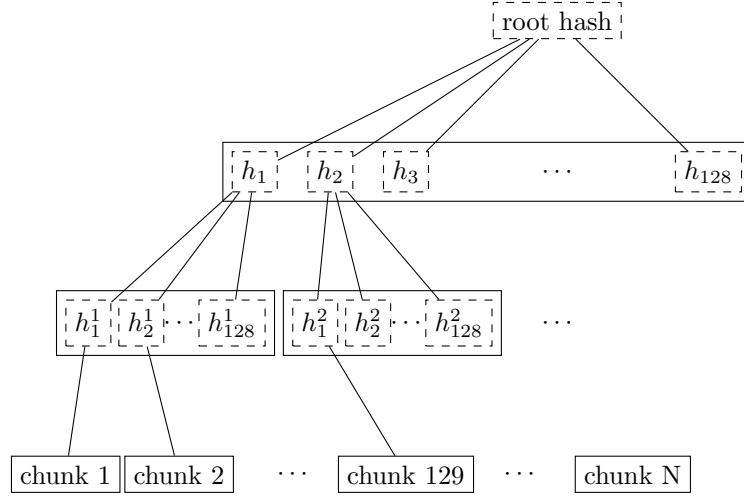 root hash
h₁ h₂ h₃ ⋯ h₁₂₈
h¹₁ h¹₂ ⋯ h¹₁₂₈ h²₁ h²₂ ⋯ h²₁₂₈ ⋯
chunk 1 chunk 2 ⋯ chunk 129 ⋯ chunk N